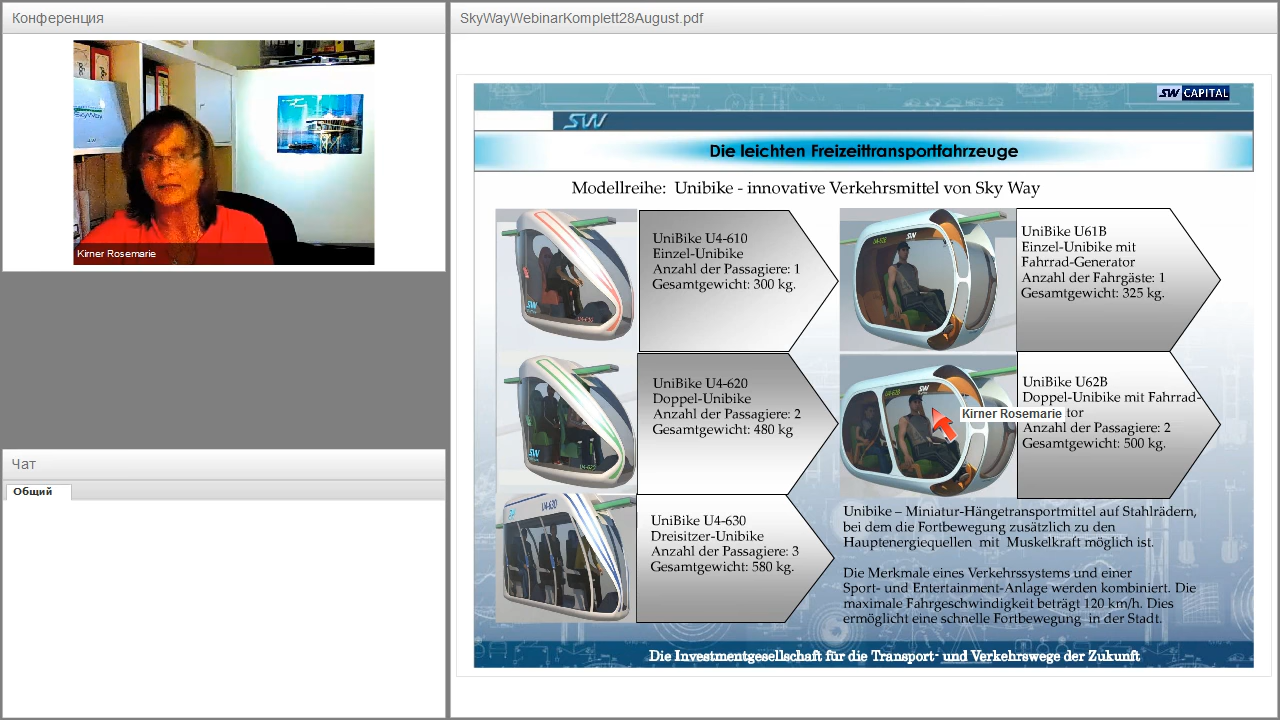 Конференция
SkyWay
Kirner Rosemarie
Чат
Общий
SkyWayWebinarKomplett28August.pdf
SW CAPITAL
SW
Die leichten Freizeittransportfahrzeuge
Modellreihe: Unibike - innovative Verkehrsmittel von Sky Way
UniBike U4-610
Einzel-Unibike
Anzahl der Passagiere: 1
Gesamtgewicht: 300 kg.
UniBike U61B
Einzel-Unibike mit
Fahrrad-Generator
Anzahl der Fahrgäste: 1
Gesamtgewicht: 325 kg.
UniBike U4-620
Doppel-Unibike
Anzahl der Passagiere: 2
Gesamtgewicht: 480 kg
UniBike U62B
Doppel-Unibike mit Fahrrad-
Kirner Rosemarie tor
Anzahl der Passagiere: 2
Gesamtgewicht: 500 kg.
UniBike U4-630
Dreisitzer-Unibike
Anzahl der Passagiere: 3
Gesamtgewicht: 580 kg.
SW
SW
SW
SW
U4-630
Unibike – Miniatur-Hängetransportmittel auf Stahlrädern,
bei dem die Fortbewegung zusätzlich zu den
Hauptenergiequellen mit Muskelkraft möglich ist.
Die Merkmale eines Verkehrssystems und einer
Sport- und Entertainment-Anlage werden kombiniert. Die
maximale Fahrgeschwindigkeit beträgt 120 km/h. Dies
ermöglicht eine schnelle Fortbewegung in der Stadt.
Die Investmentgesellschaft für die Transport- und Verkehrswege der Zukunft